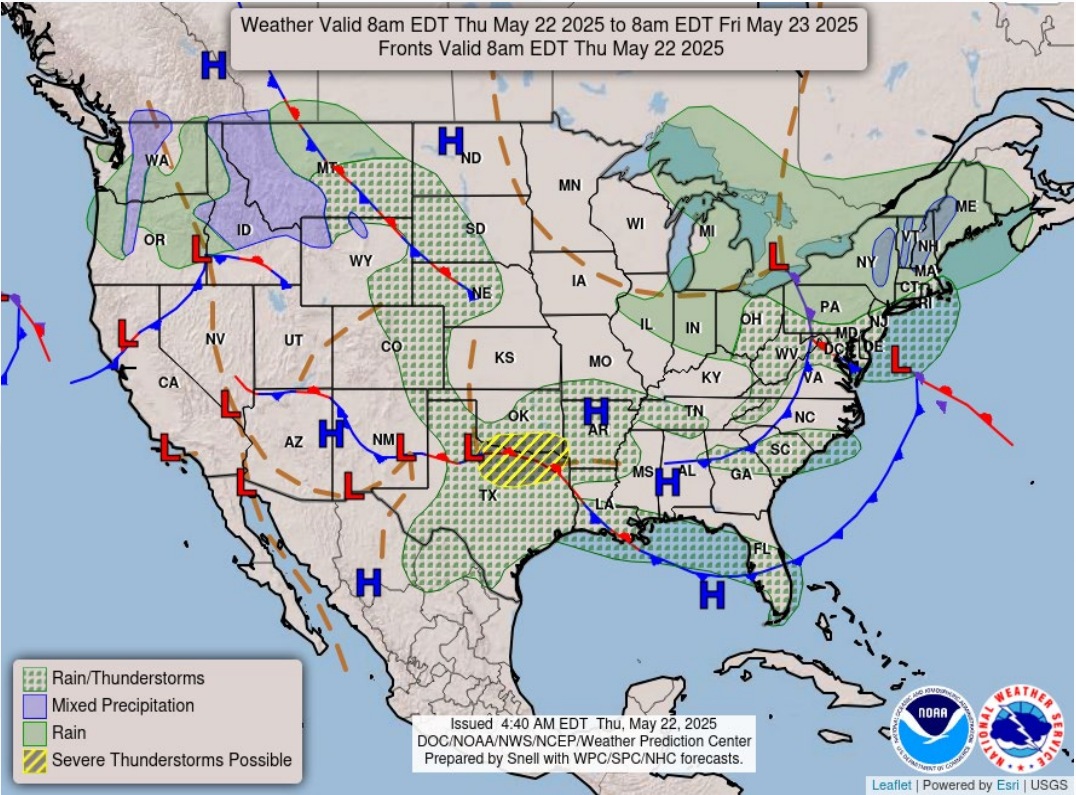 Weather Valid 8am EDT Thu May 22 2025 to 8am EDT Fri May 23 2025
Fronts Valid 8am EDT Thu May 22 2025
H
H ND
WA MT MN ME
OR ID SD WI MI NY VT NH
L WY L MA
IA CT RI
NE PA
L NV UT CO IL IN OH NJ
MD DE
DC
KS MO WV L
CA KY VA
L OK H TN NC
L AZ H NM L L AR SC
L L TX MS H AL GA
LA
FL
H H
Rain/Thunderstorms
Mixed Precipitation
Rain
Severe Thunderstorms Possible
Issued 4:40 AM EDT Thu, May 22, 2025
DOC/NOAA/NWS/NCEP/Weather Prediction Center
Prepared by Snell with WPC/SPC/NHC forecasts.
NOAA
NATIONAL WEATHER SERVICE
Leaflet | Powered by Esri | USGS